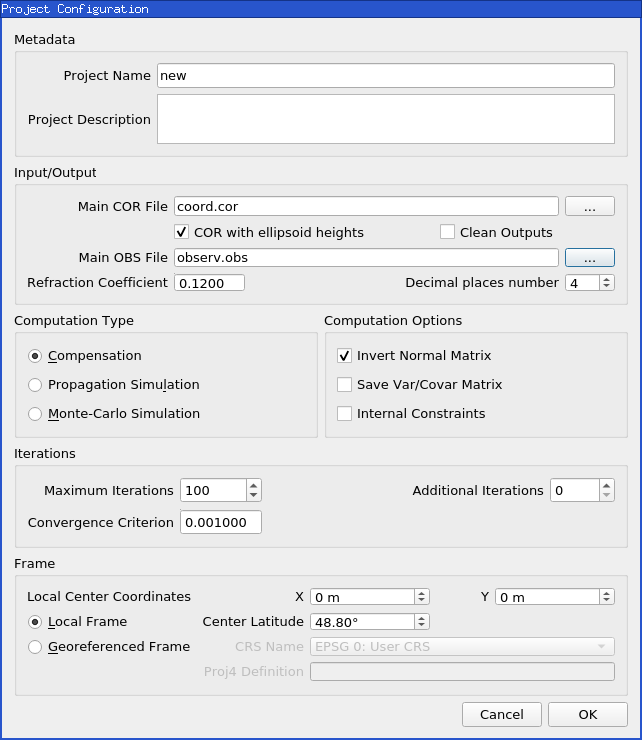 Project Configuration
Metadata
Project Name new
Project Description
Input/Output
Main COR File coord.cor ...
COR with ellipsoid heights Clean Outputs
Main OBS File observ.obs ...
Refraction Coefficient 0.1200 Decimal places number 4
Computation Type Computation Options
Compensation Invert Normal Matrix
Propagation Simulation Save Var/Covar Matrix
Monte-Carlo Simulation Internal Constraints
Iterations
Maximum Iterations 100 Additional Iterations 0
Convergence Criterion 0.001000
Frame
Local Center Coordinates X 0 m Y 0 m
Local Frame Center Latitude 48.80°
Georeferenced Frame CRS Name EPSG 0: User CRS
Proj4 Definition
Cancel OK